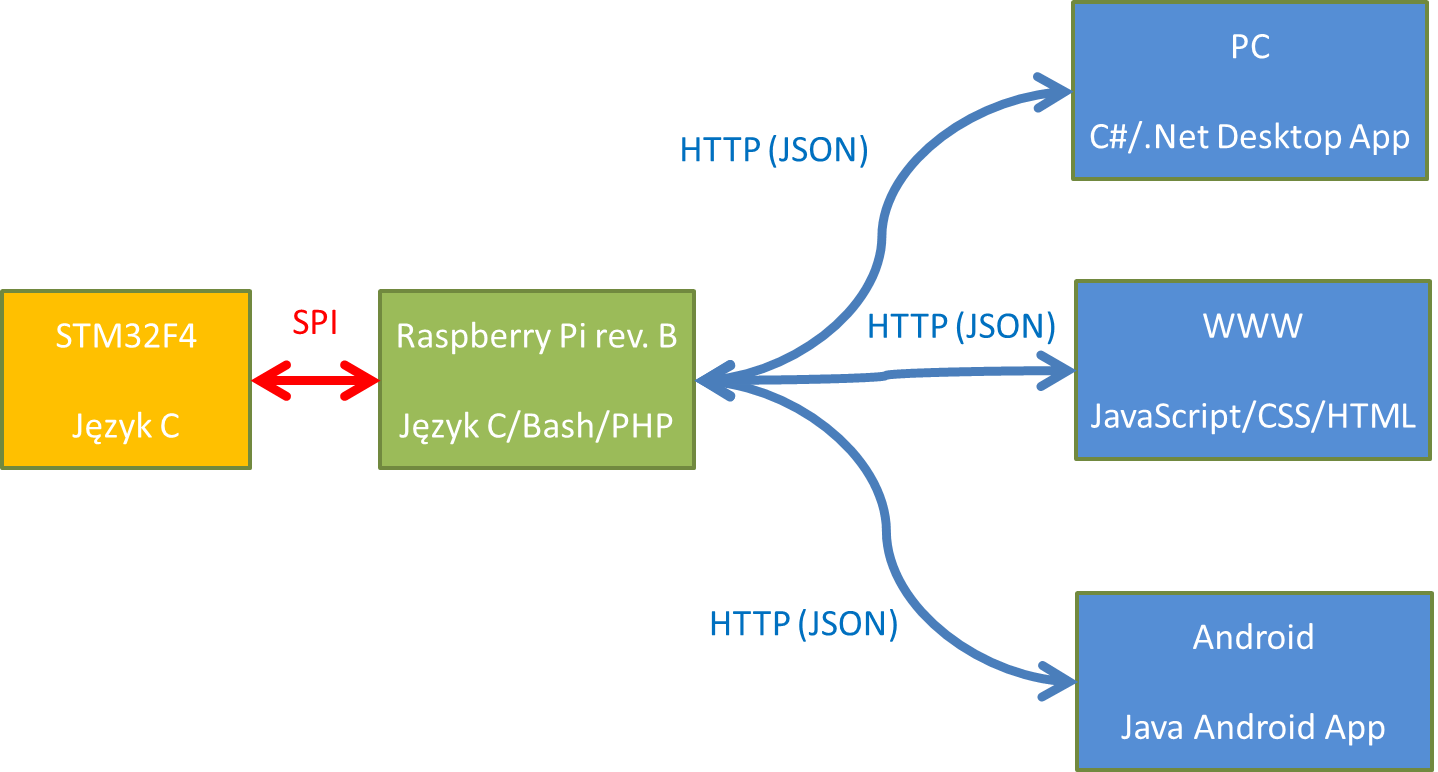 STM32F4
Język C
SPI
Raspberry Pi rev. B
Język C/Bash/PHP
HTTP (JSON)
PC
C#/.Net Desktop App
HTTP (JSON)
WWW
JavaScript/CSS/HTML
HTTP (JSON)
Android
Java Android App